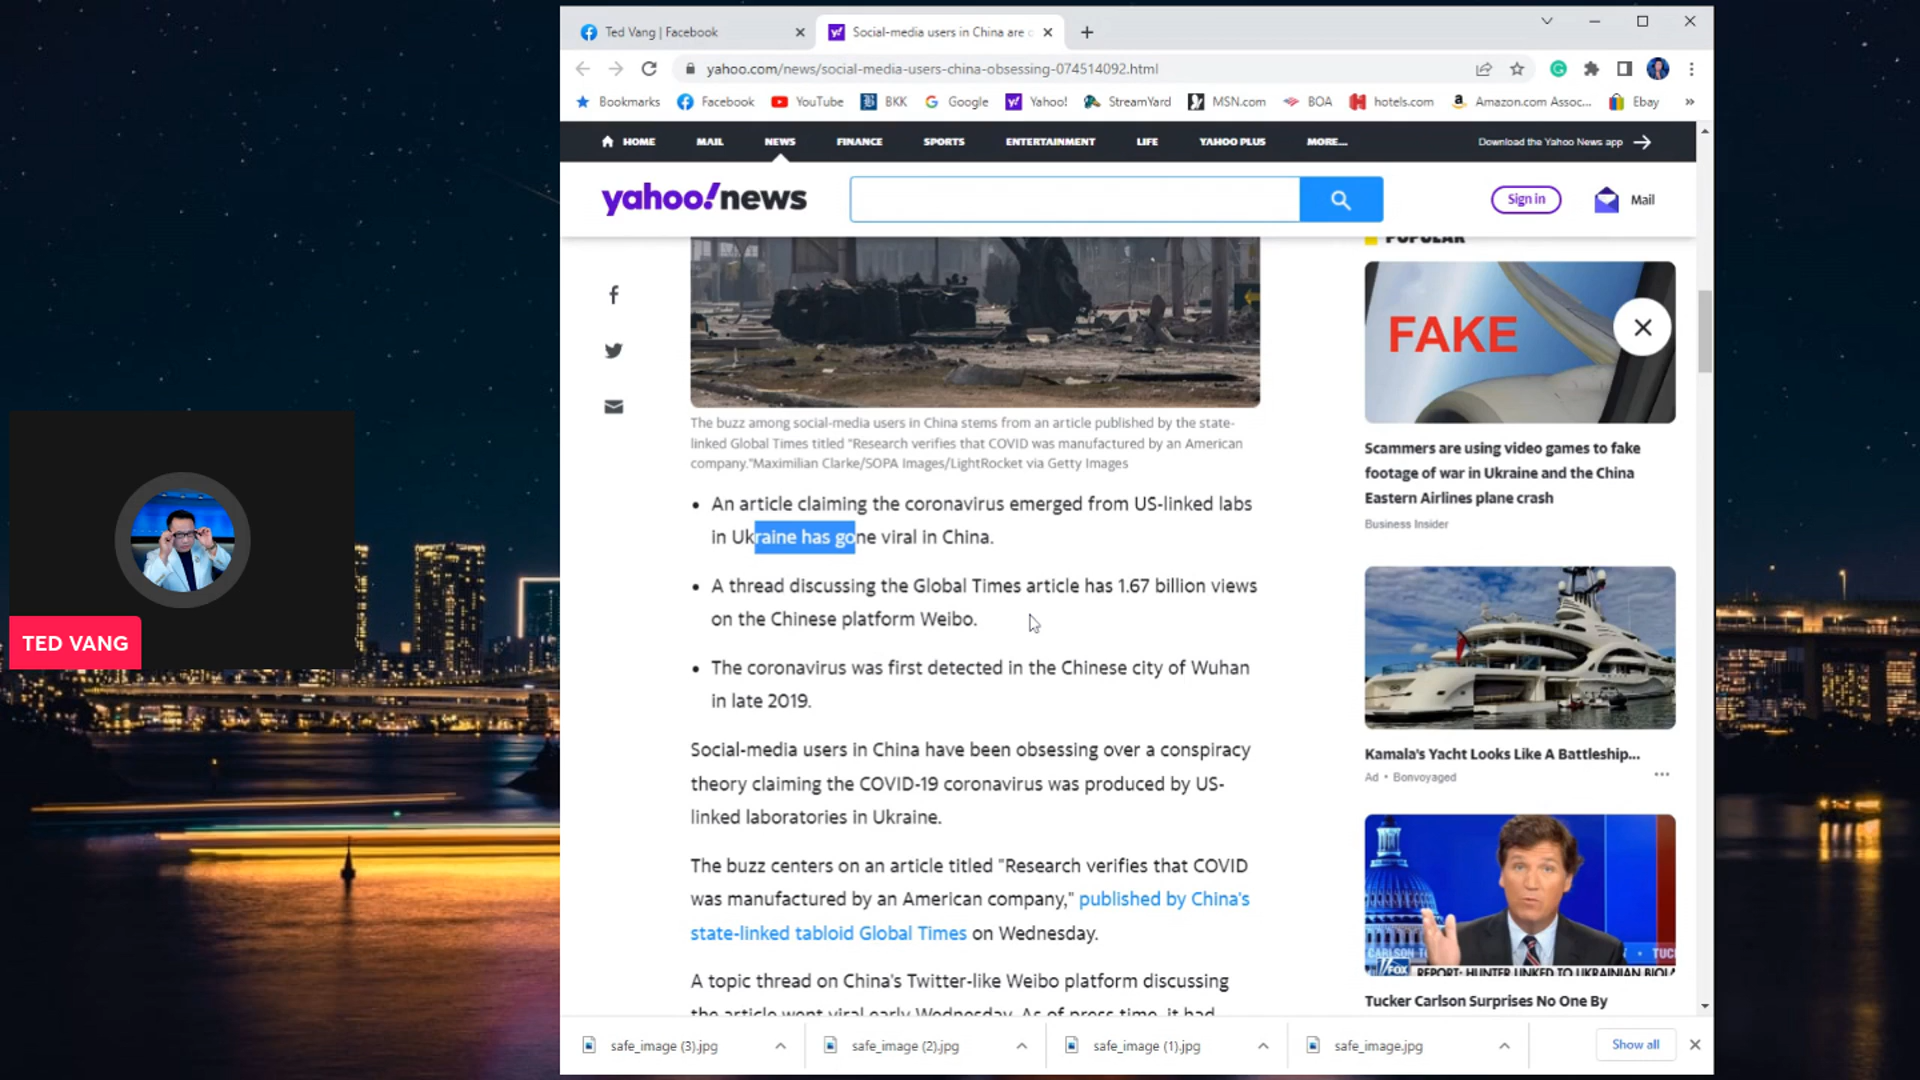 Ted Vang | Facebook
Social-media users in China are
yahoo.com/news/social-media-users-china-obsessing-074514092.html
Bookmarks Facebook YouTube BKK Google Yahoo! StreamYard MSN.com BOA hotels.com Amazon.com Assoc... Ebay »
HOME MAIL NEWS FINANCE SPORTS ENTERTAINMENT LIFE YAHOO PLUS MORE... Download the Yahoo News app
yahoo!news
Sign in
Mail
The buzz among social-media users in China stems from an article published by the state-
linked Global Times titled "Research verifies that COVID was manufactured by an American
company."Maximilian Clarke/SOPA Images/LightRocket via Getty Images
• An article claiming the coronavirus emerged from US-linked labs
in Ukraine has gone viral in China.
• A thread discussing the Global Times article has 1.67 billion views
on the Chinese platform Weibo.
• The coronavirus was first detected in the Chinese city of Wuhan
in late 2019.
Social-media users in China have been obsessing over a conspiracy
theory claiming the COVID-19 coronavirus was produced by US-
linked laboratories in Ukraine.
The buzz centers on an article titled "Research verifies that COVID
was manufactured by an American company," published by China's
state-linked tabloid Global Times on Wednesday.
A topic thread on China's Twitter-like Weibo platform discussing
the article went viral early Wednesday. As of press time, it had
POPULAR
FAKE
Scammers are using video games to fake
footage of war in Ukraine and the China
Eastern Airlines plane crash
Business Insider
Kamala's Yacht Looks Like A Battleship...
Ad • Bonvoyaged
CARLSON
TUC
FOX
REPORT: HUNTER LINKED TO UKRAINIAN
Tucker Carlson Surprises No One By
TED VANG
safe_image (3).jpg
safe_image (2).jpg
safe_image (1).jpg
safe_image.jpg
Show all